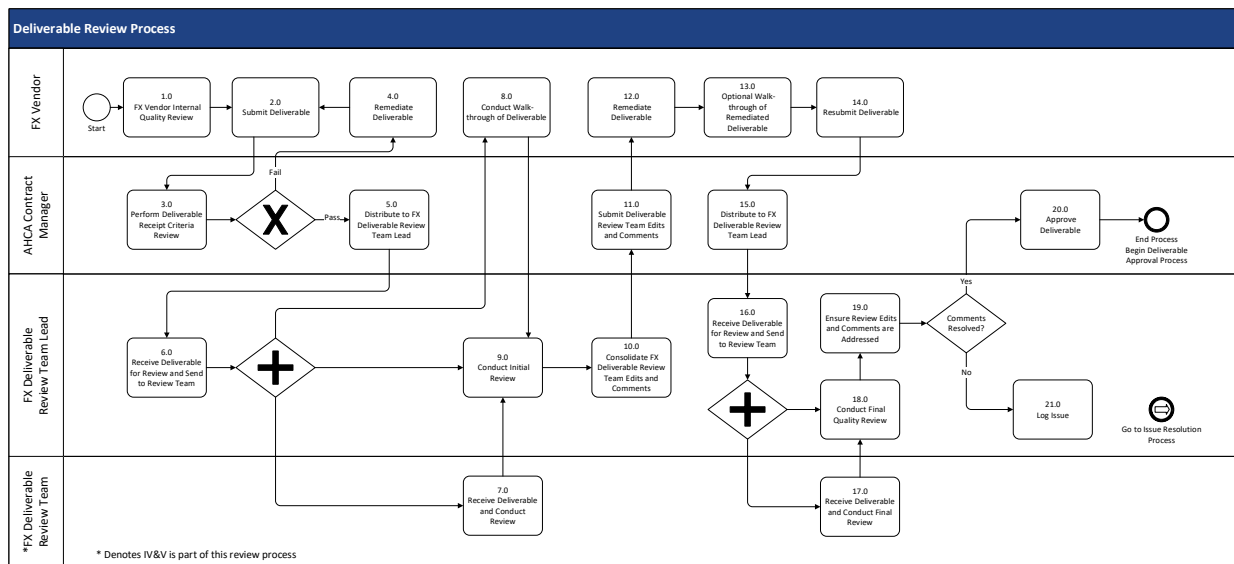 Deliverable Review Process
FX Vendor
Start
1.0
FX Vendor Internal
Quality Review
2.0
Submit Deliverable
4.0
Remediate
Deliverable
8.0
Conduct Walk-
through of Deliverable
12.0
Remediate
Deliverable
13.0
Optional Walk-
through of
Remediated
Deliverable
14.0
Resubmit Deliverable
AHCA Contract
Manager
3.0
Perform Deliverable
Receipt Criteria
Review
Fail
X
Pass
5.0
Distribute to FX
Deliverable Review
Team Lead
11.0
Submit Deliverable
Review Team Edits
and Comments
15.0
Distribute to FX
Deliverable Review
Team Lead
20.0
Approve
Deliverable
End Process
Begin Deliverable
Approval Process
FX Deliverable
Review Team Lead
6.0
Receive Deliverable
for Review and Send
to Review Team
9.0
Conduct Initial
Review
10.0
Consolidate FX
Deliverable Review
Team Edits and
Comments
16.0
Receive Deliverable
for Review and Send
to Review Team
19.0
Ensure Review Edits
and Comments are
Addressed
Yes
Comments
Resolved?
No
18.0
Conduct Final
Quality Review
21.0
Log Issue
Go to Issue Resolution
Process
*FX Deliverable
Review Team
7.0
Receive Deliverable
and Conduct
Review
17.0
Receive Deliverable
and Conduct Final
Review
* Denotes IV&V is part of this review process